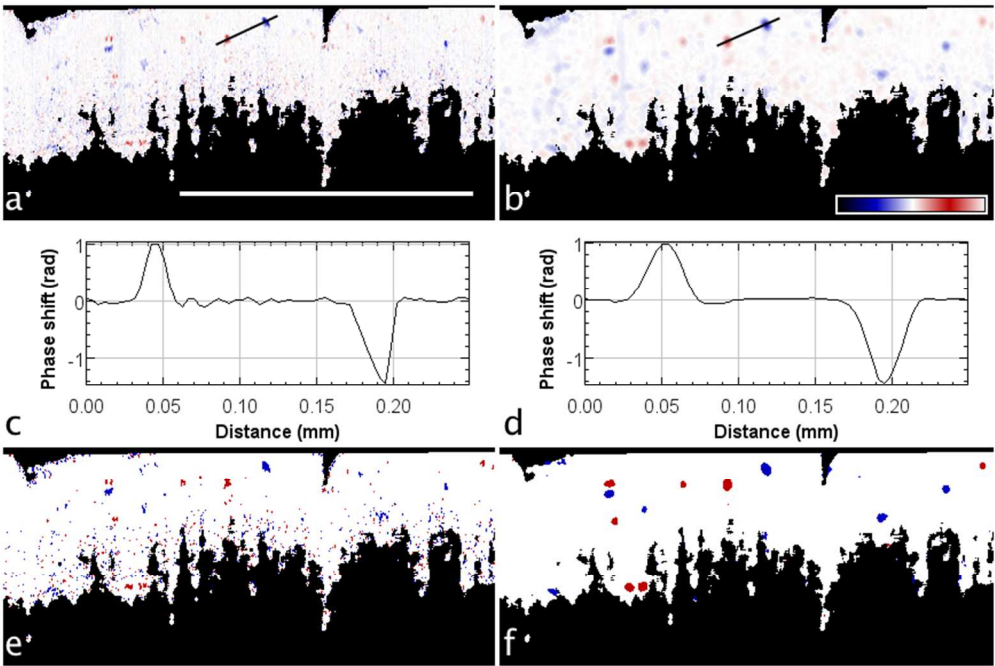 a
b
Phase shift (rad)
1
0
-1
0.00 0.05 0.10 0.15 0.20
Distance (mm)
c
Phase shift (rad)
1
0
-1
0.00 0.05 0.10 0.15 0.20
Distance (mm)
d
e
f